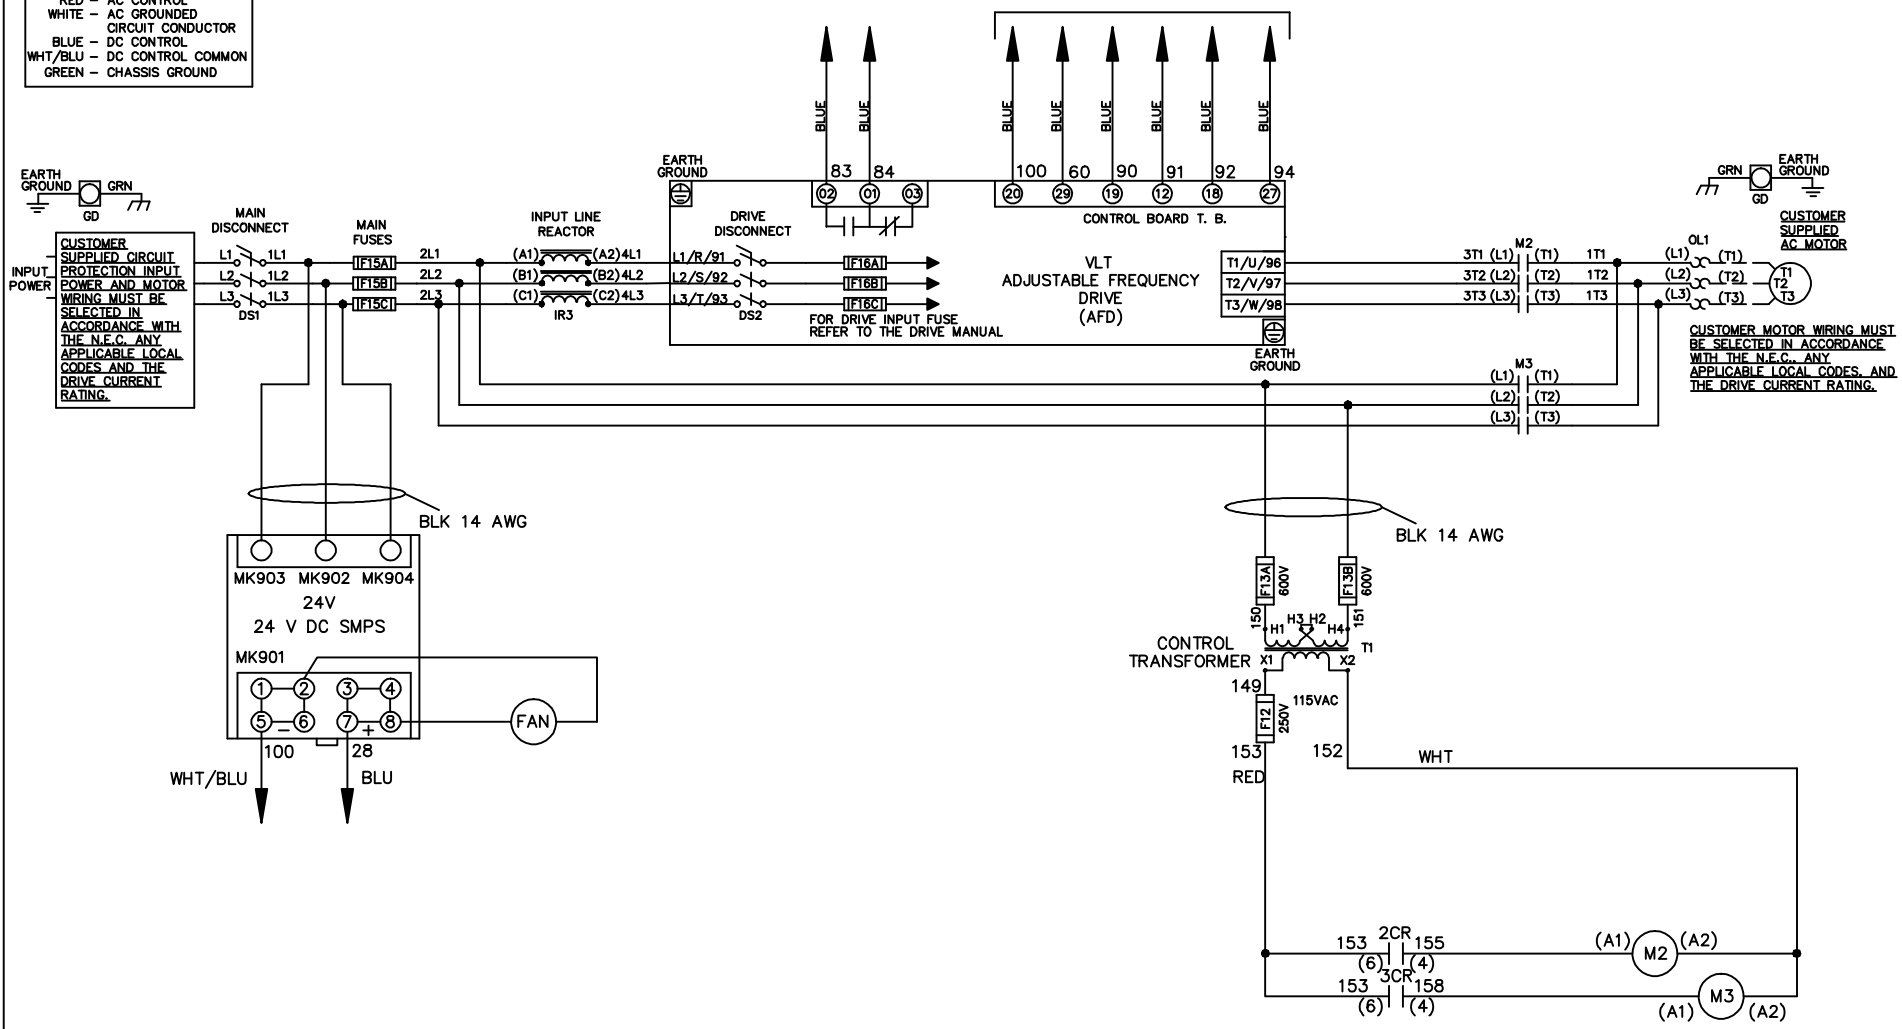 RED – AC CONTROL
WHITE – AC GROUNDED
CIRCUIT CONDUCTOR
BLUE – DC CONTROL
WHT/BLU – DC CONTROL COMMON
GREEN – CHASSIS GROUND
BLUE
BLUE
BLUE
BLUE
BLUE
BLUE
BLUE
BLUE
EARTH
GROUND
GRN
GD
EARTH
GROUND
83 84
02 01 03
100 60 90 91 92 94
20 29 19 12 18 27
CONTROL BOARD T. B.
GRN
EARTH
GROUND
GD
CUSTOMER
SUPPLIED
AC MOTOR
INPUT
POWER
CUSTOMER
SUPPLIED CIRCUIT
PROTECTION INPUT
POWER AND MOTOR
WIRING MUST BE
SELECTED IN
ACCORDANCE WITH
THE N.E.C. ANY
APPLICABLE LOCAL
CODES AND THE
DRIVE CURRENT
RATING.
MAIN
DISCONNECT
L1 1L1
L2 1L2
L3 1L3
DS1
MAIN
FUSES
F15A 2L1
F15B 2L2
F15C 2L3
INPUT LINE
REACTOR
(A1) (A2) 4L1
(B1) (B2) 4L2
(C1) (C2) 4L3
IR3
DRIVE
DISCONNECT
L1/R/91
L2/S/92
L3/T/93
DS2
F16A
F16B
F16C
FOR DRIVE INPUT FUSE
REFER TO THE DRIVE MANUAL
VLT
ADJUSTABLE FREQUENCY
DRIVE
(AFD)
T1/U/96
T2/V/97
T3/W/98
EARTH
GROUND
M2
3T1 (L1) (T1) 1T1
3T2 (L2) (T2) 1T2
3T3 (L3) (T3) 1T3
OL1
(L1) (T1)
(L2) (T2)
(L3) (T3)
T1
T2
T3
CUSTOMER MOTOR WIRING MUST
BE SELECTED IN ACCORDANCE
WITH THE N.E.C., ANY
APPLICABLE LOCAL CODES, AND
THE DRIVE CURRENT RATING.
M3
(L1) (T1)
(L2) (T2)
(L3) (T3)
BLK 14 AWG
MK903 MK902 MK904
24V
24 V DC SMPS
MK901
1 2 3 4
5 6 7 8
– +
FAN
100 28
WHT/BLU BLU
BLK 14 AWG
F13A
600V
F13B
600V
150
151
H1 H3 H2 H4
T1
CONTROL
TRANSFORMER
X1 X2
149
115VAC
F12
250V
153 152
RED
WHT
2CR
153 155
(6) (4)
(A1) M2 (A2)
3CR
153 158
(6) (4)
(A1) M3 (A2)